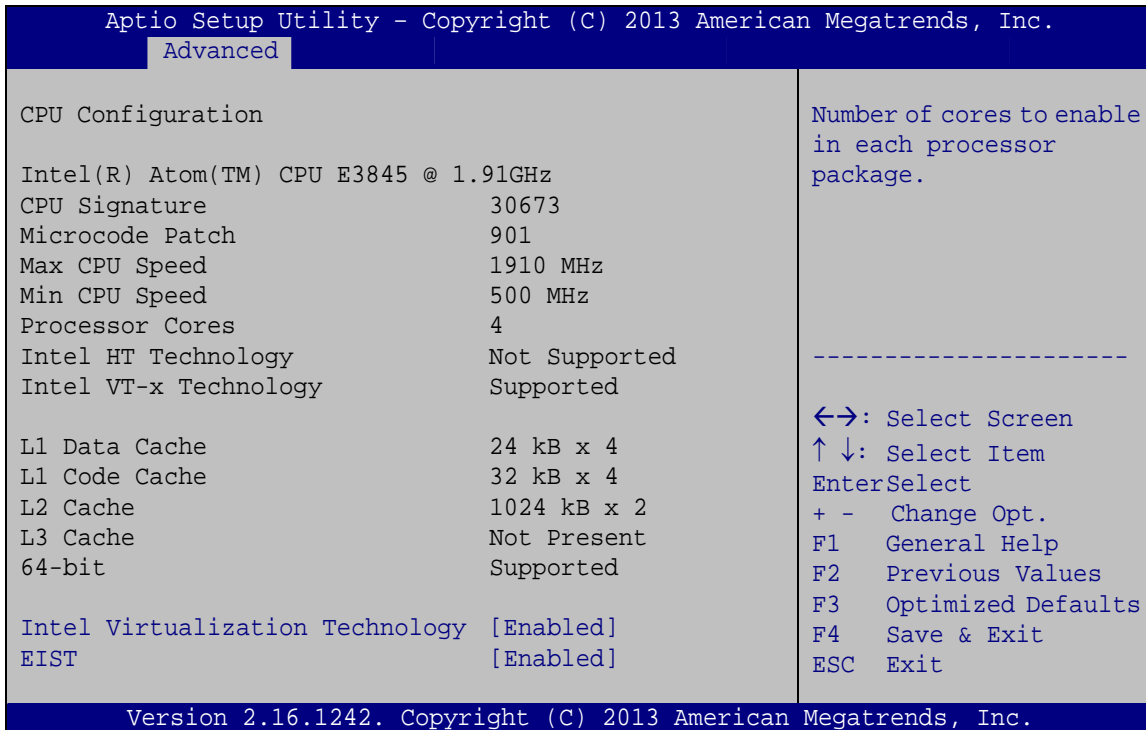 Aptio Setup Utility – Copyright (C) 2013 American Megatrends, Inc.
Advanced
CPU Configuration
Intel(R) Atom(TM) CPU E3845 @ 1.91GHz
CPU Signature 30673
Microcode Patch 901
Max CPU Speed 1910 MHz
Min CPU Speed 500 MHz
Processor Cores 4
Intel HT Technology Not Supported
Intel VT-x Technology Supported
L1 Data Cache 24 kB x 4
L1 Code Cache 32 kB x 4
L2 Cache 1024 kB x 2
L3 Cache Not Present
64-bit Supported
Intel Virtualization Technology [Enabled]
EIST [Enabled]
Number of cores to enable
in each processor
package.
----------------------
←→: Select Screen
↑ ↓: Select Item
EnterSelect
+ - Change Opt.
F1 General Help
F2 Previous Values
F3 Optimized Defaults
F4 Save & Exit
ESC Exit
Version 2.16.1242. Copyright (C) 2013 American Megatrends, Inc.